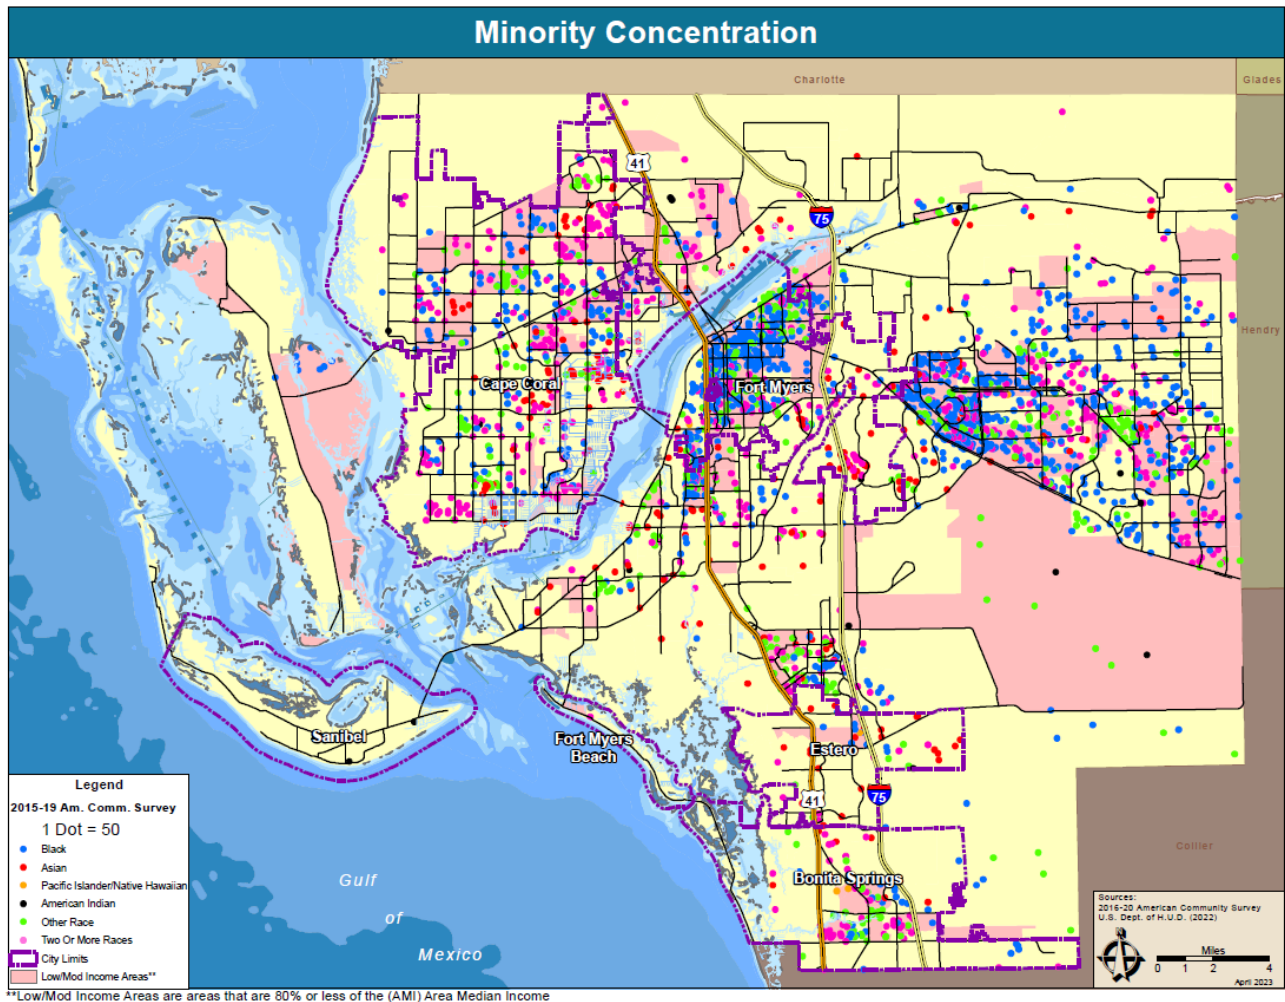 Minority Concentration
Charlotte
Glades
41
75
Hendry
Cape Coral
Fort Myers
Sanibel
Fort Myers
Beach
Estero
41
75
Collier
Bonita Springs
Gulf
of
Mexico
Legend
2015-19 Am. Comm. Survey
1 Dot = 50
Black
Asian
Pacific Islander/Native Hawaiian
American Indian
Other Race
Two Or More Races
City Limits
Low/Mod Income Areas**
Sources:
2016-20 American Community Survey
U.S. Dept. of H.U.D. (2022)
Miles
0 1 2 4
April 2023
**Low/Mod Income Areas are areas that are 80% or less of the (AMI) Area Median Income